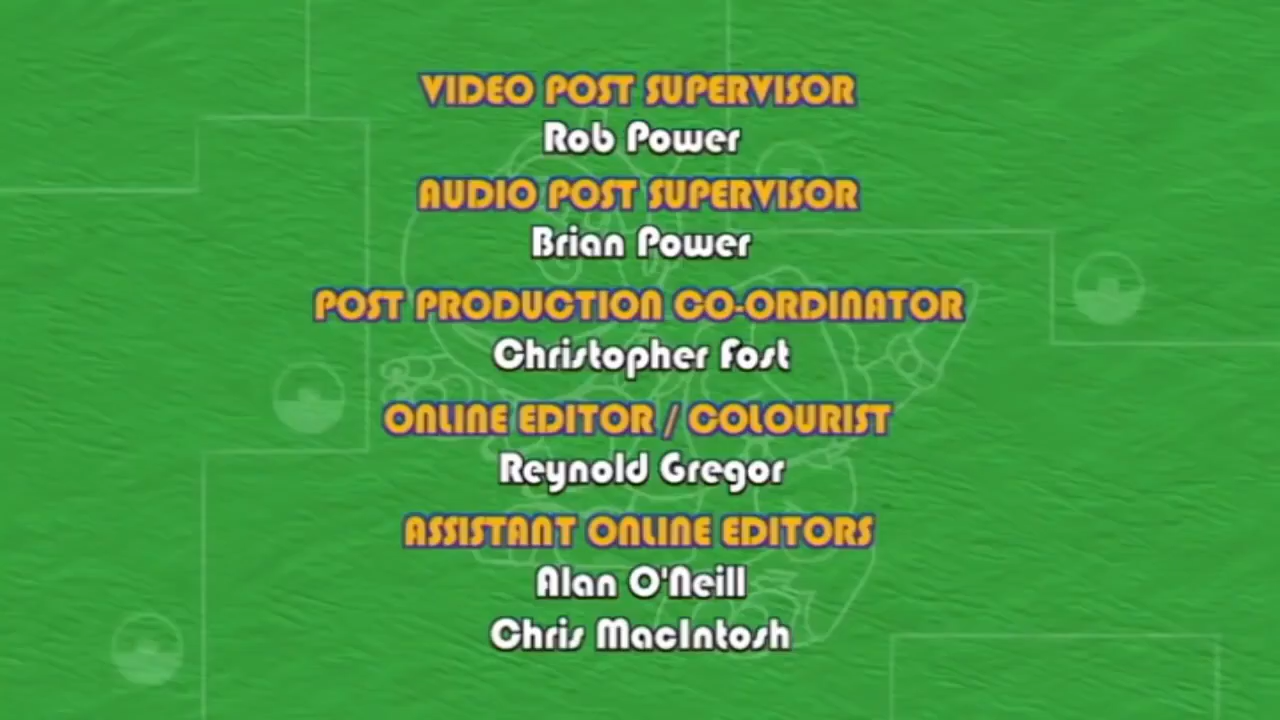 VIDEO POST SUPERVISOR
Rob Power
AUDIO POST SUPERVISOR
Brian Power
POST PRODUCTION CO-ORDINATOR
Christopher Fost
ONLINE EDITOR / COLOURIST
Reynold Gregor
ASSISTANT ONLINE EDITORS
Alan O'Neill
Chris MacIntosh